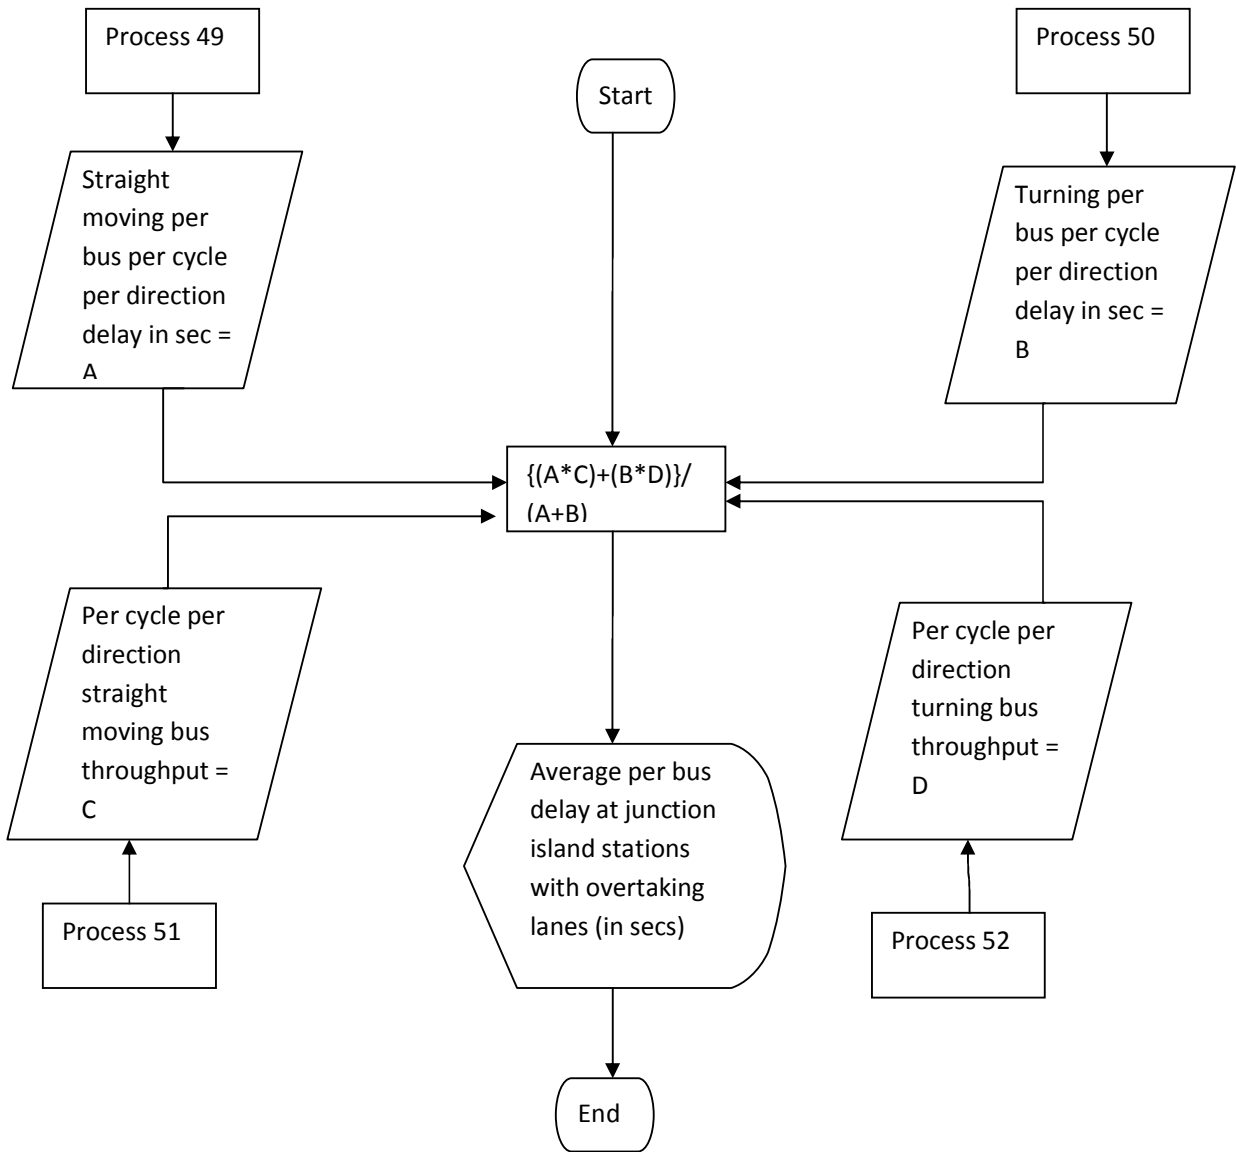 Process 49
Process 50
Start
Straight
moving per
bus per cycle
per direction
delay in sec =
A
Turning per
bus per cycle
per direction
delay in sec =
B
{(A*C)+(B*D)}/
(A+B)
Per cycle per
direction
straight
moving bus
throughput =
C
Per cycle per
direction
turning bus
throughput =
D
Average per bus
delay at junction
island stations
with overtaking
lanes (in secs)
Process 51
Process 52
End